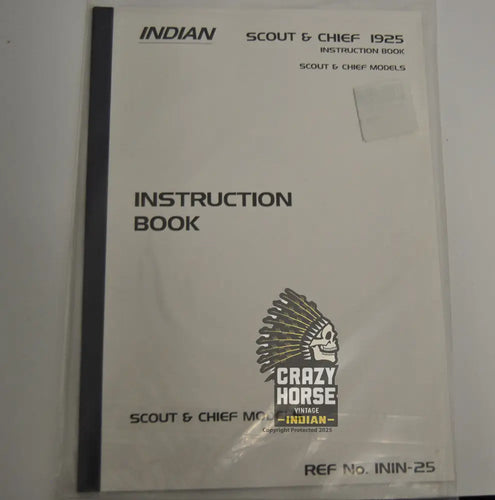 INDIAN
SCOUT & CHIEF 1925
INSTRUCTION BOOK
SCOUT & CHIEF MODELS
INSTRUCTION
BOOK
CRAZY
HORSE
VINTAGE
-INDIAN-
Copyright Protected 2025
SCOUT & CHIEF MODE
REF No. ININ-25